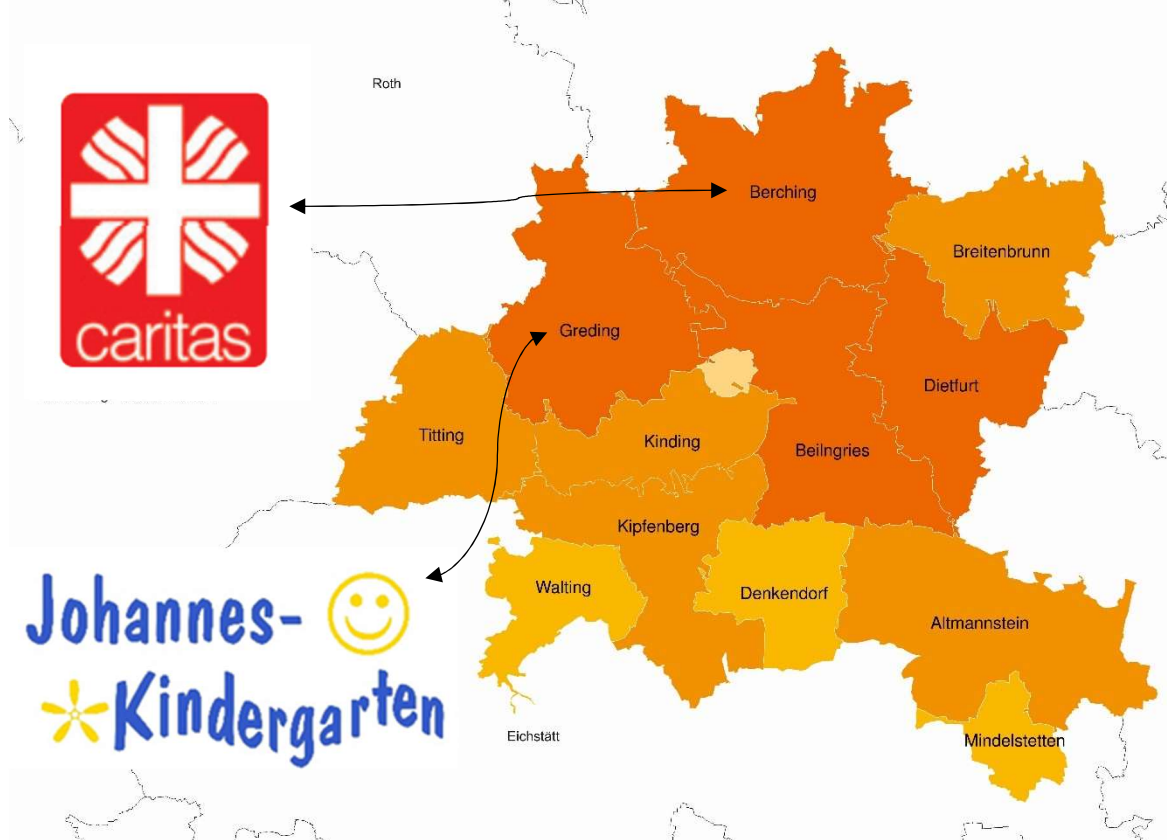 Roth
caritas
Berching
Breitenbrunn
Greding
Dietfurt
Titting
Kinding
Beilngries
Kipfenberg
Walting
Denkendorf
Altmannstein
Johannes-
Kindergarten
Eichstätt
Mindelstetten